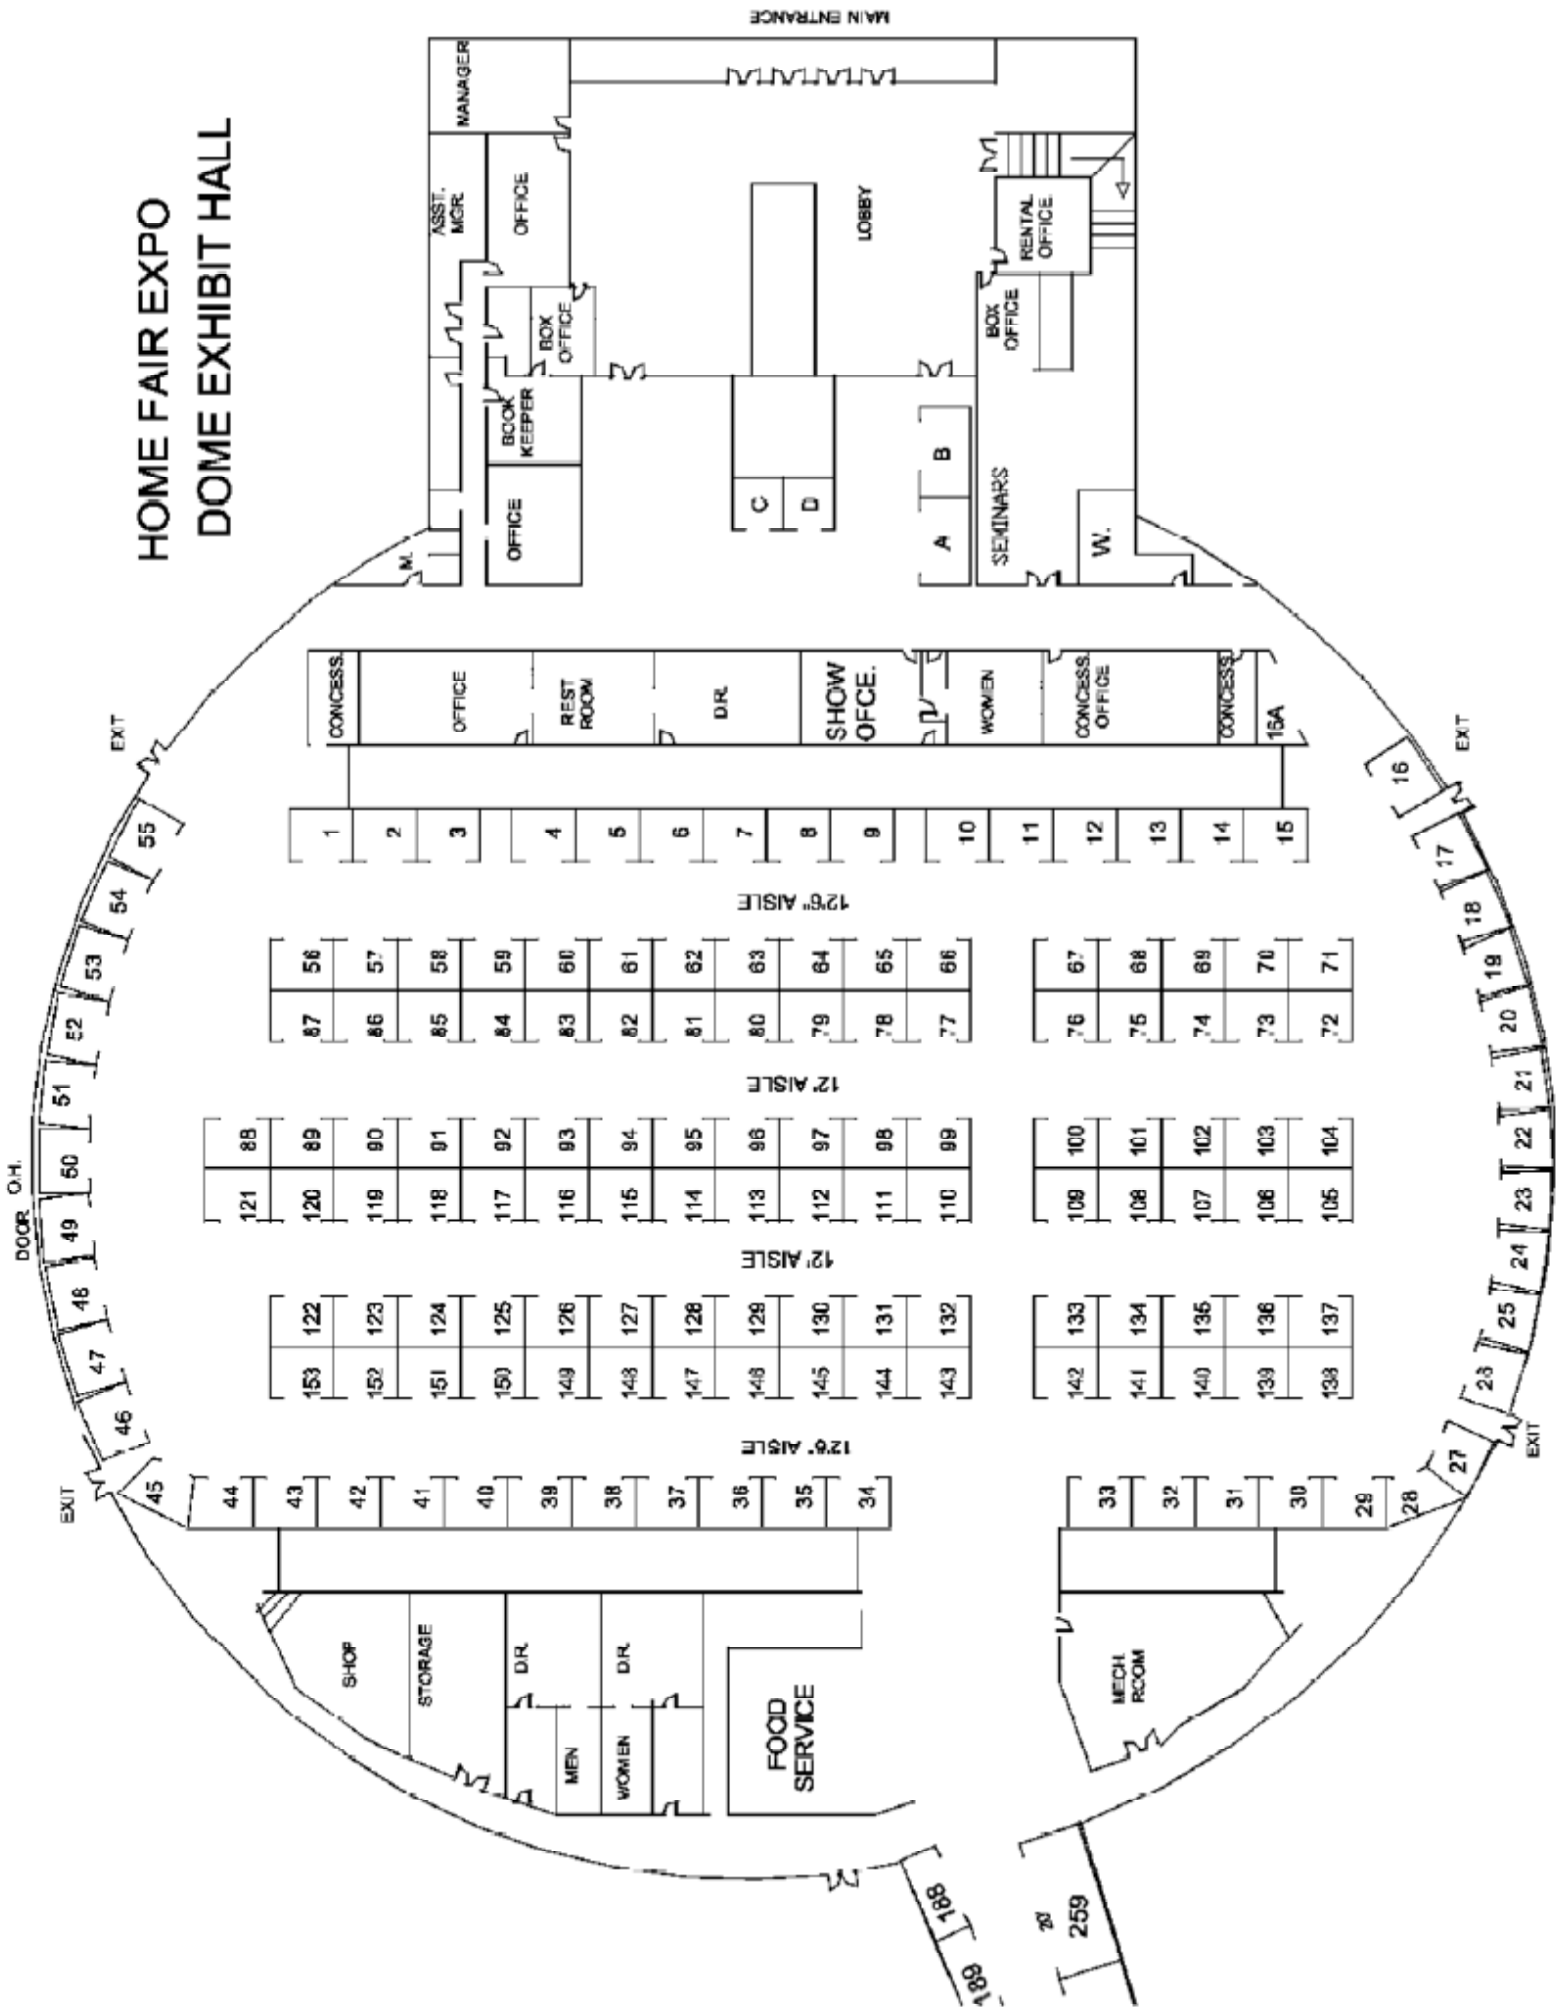 HOME FAIR EXPO
DOME EXHIBIT HALL
MAIN ENTRANCE
MANAGER
ASST.
MGR.
OFFICE
LOBBY
RENTAL
OFFICE
BOX
OFFICE
BOX
OFFICE
BOOK
KEEPER
OFFICE
C
D
B
A
SEMINARS
M.
W.
CONCESS.
OFFICE
REST
ROOM
D.R.
SHOW
OFCE.
WOMEN
CONCESS.
OFFICE
CONCESS.
15A
EXIT
EXIT
1
2
3
4
5
6
7
8
9
10
11
12
13
14
15
16
17
18
19
20
21
22
23
24
25
26
27
28
55
54
53
52
51
50
49
48
47
46
45
O.H.
DOOR
12'6" AISLE
56
57
58
59
60
61
62
63
64
65
66
67
68
69
70
71
87
86
85
84
83
82
81
80
79
78
77
76
75
74
73
72
12' AISLE
88
89
90
91
92
93
94
95
96
97
98
99
100
101
102
103
104
121
120
119
118
117
116
115
114
113
112
111
110
109
108
107
106
105
12' AISLE
122
123
124
125
126
127
128
129
130
131
132
133
134
135
136
137
153
152
151
150
149
148
147
146
145
144
143
142
141
140
139
138
12'6" AISLE
EXIT
EXIT
44
43
42
41
40
39
38
37
36
35
34
33
32
31
30
29
SHOP
STORAGE
D.R.
D.R.
MEN
WOMEN
FOOD
SERVICE
MECH.
ROOM
188
189
20'
259